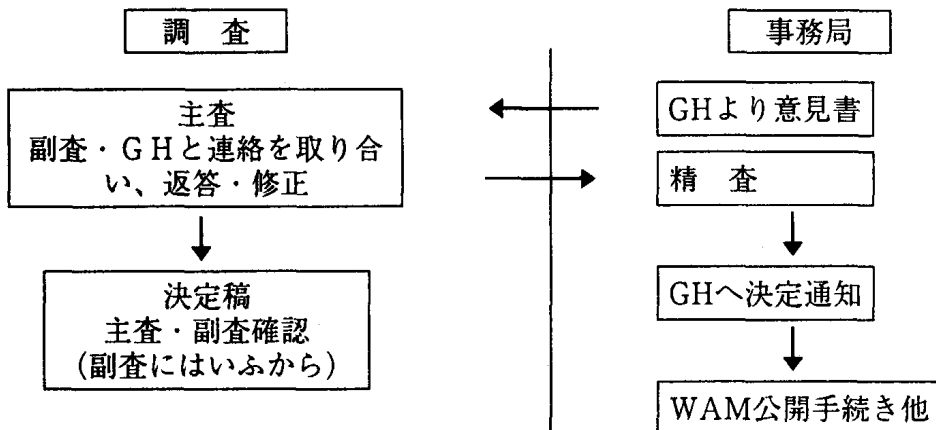 調　査
事務局
主査
副査・GHと連絡を取り合
い、返答・修正
GHより意見書
精　査
決定稿
主査・副査確認
(副査にはいふから)
GHへ決定通知
WAM公開手続き他